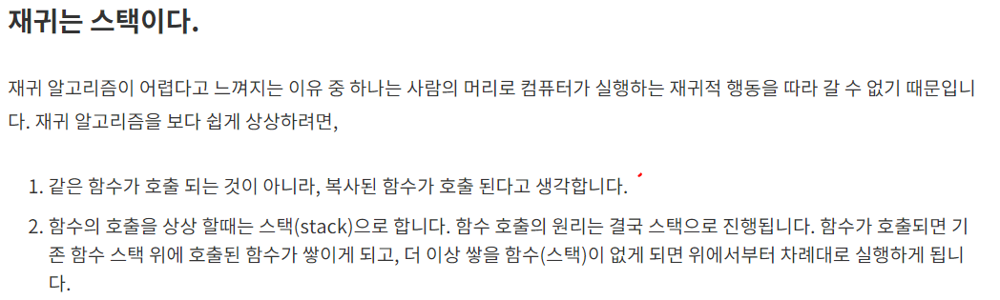 재귀는 스택이다.
재귀 알고리즘이 어렵다고 느껴지는 이유 중 하나는 사람의 머리로 컴퓨터가 실행하는 재귀적 행동을 따라 갈 수 없기 때문입니
다. 재귀 알고리즘을 보다 쉽게 상상하려면,
1. 같은 함수가 호출 되는 것이 아니라, 복사된 함수가 호출 된다고 생각합니다.
2. 함수의 호출을 상상 할때는 스택(stack)으로 합니다. 함수 호출의 원리는 결국 스택으로 진행됩니다. 함수가 호출되면 기
존 함수 스택 위에 호출된 함수가 쌓이게 되고, 더 이상 쌓을 함수(스택)이 없게 되면 위에서부터 차례대로 실행하게 됩니
다.